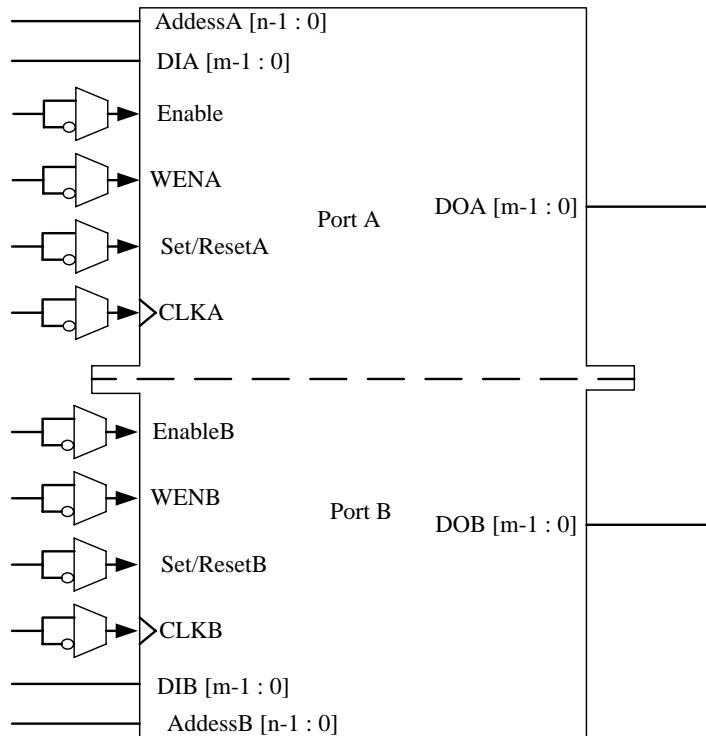 AddessA [n-1 : 0]
DIA [m-1 : 0]
Enable
WENA
DOA [m-1 : 0]
Port A
Set/ResetA
CLKA
EnableB
WENB
Port B
DOB [m-1 : 0]
Set/ResetB
CLKB
DIB [m-1 : 0]
AddessB [n-1 : 0]